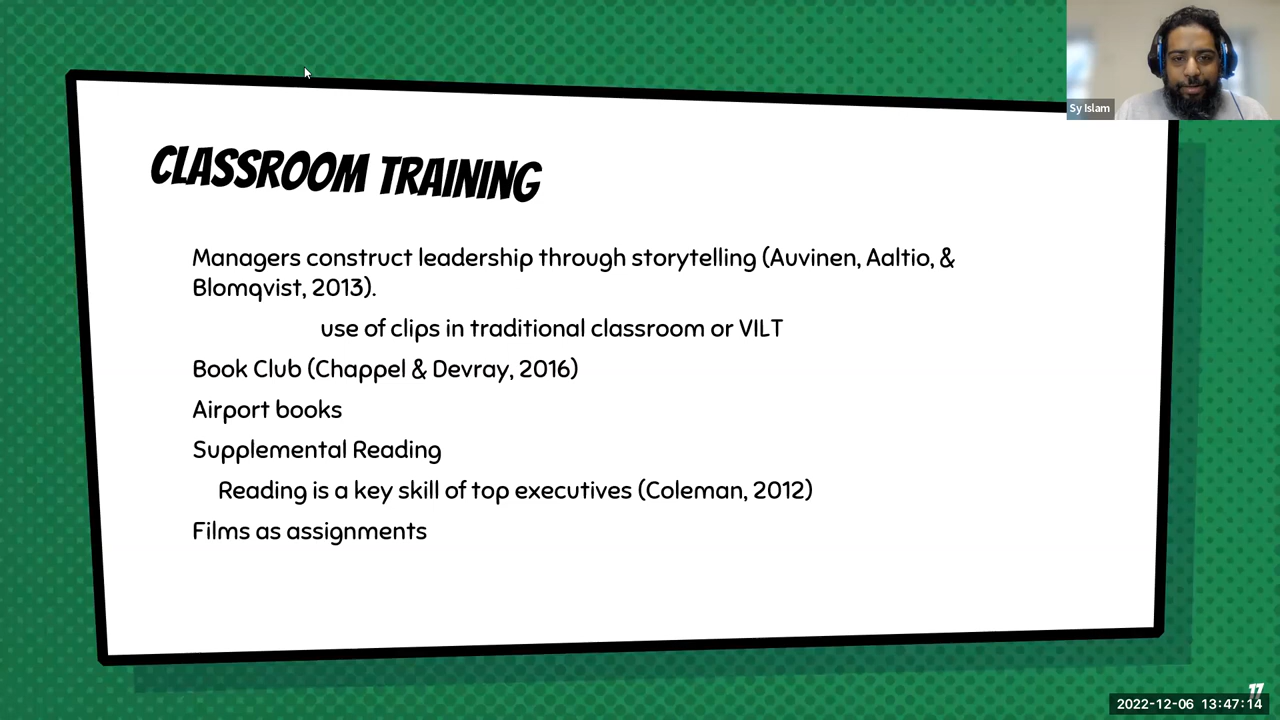 Sy Islam
CLASSROOM TRAINING
Managers construct leadership through storytelling (Auvinen, Aaltio, &
Blomqvist, 2013).
use of clips in traditional classroom or VILT
Book Club (Chappel & Devray, 2016)
Airport books
Supplemental Reading
Reading is a key skill of top executives (Coleman, 2012)
Films as assignments
17
2022-12-06 13:47:14